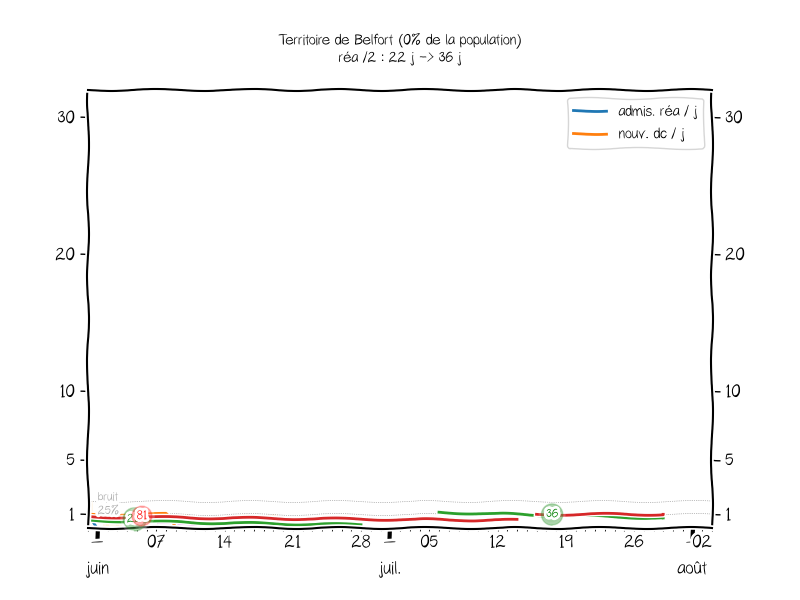 Territoire de Belfort (0% de la population)
réa /2 : 22 j -> 36 j
30 30
admis. réa / j
nouv. dc / j
20 20
10 10
5 5
bruit
25%
1 81 36 1
07 14 21 28 05 12 19 26 02
juin juil. août